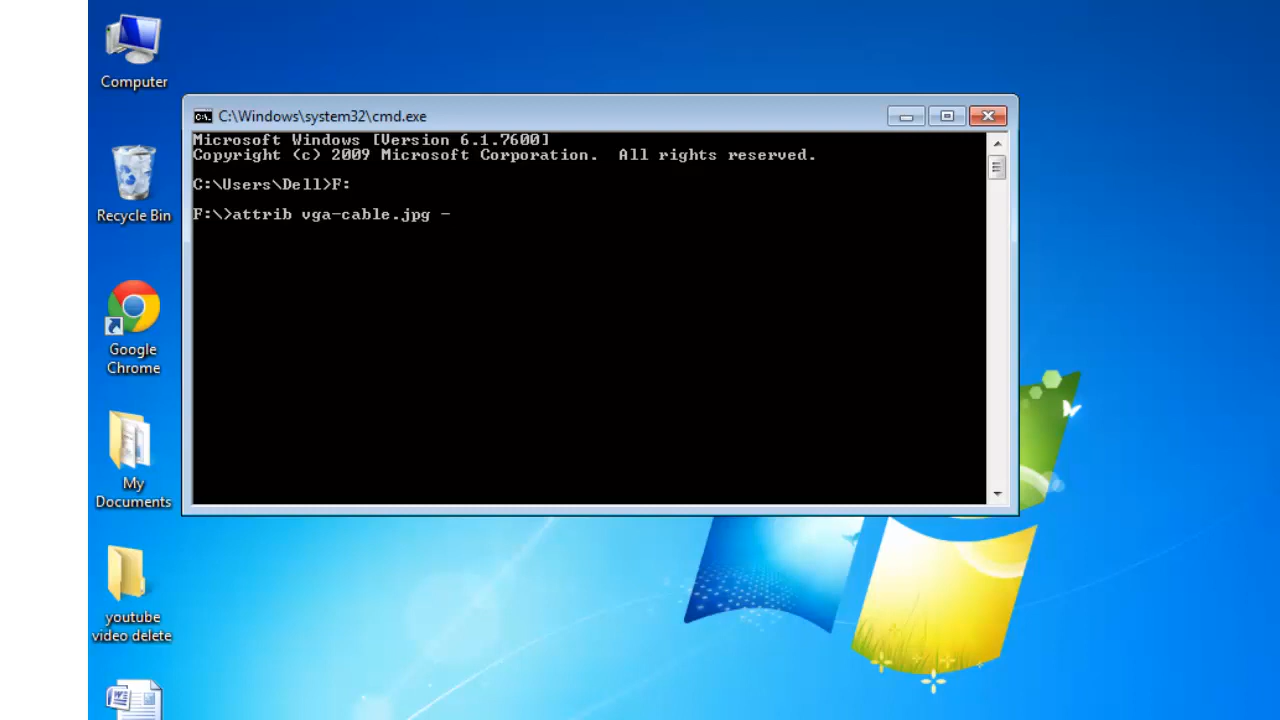 Computer
Recycle Bin
Google
Chrome
My
Documents
youtube
video delete
C:\Windows\system32\cmd.exe
Microsoft Windows [Version 6.1.7600]
Copyright (c) 2009 Microsoft Corporation.  All rights reserved.
C:\Users\Dell>F:
F:\>attrib vga-cable.jpg -